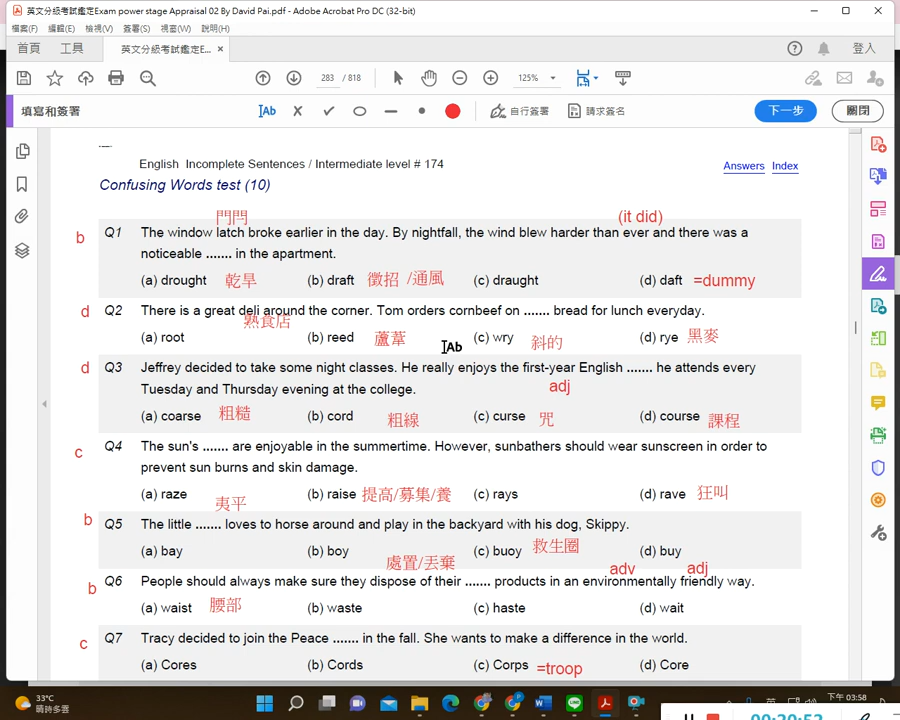 英文分級考試鑑定Exam power stage Appraisal 02 By David Pai.pdf - Adobe Acrobat Pro DC (32-bit)
檔案(F) 編輯(E) 檢視(V) 簽署(S) 視窗(W) 說明(H)
首頁 工具 英文分級考試鑑定E... × 登入
283 / 818 125%
填寫和簽署 Ab 自行簽署 請求簽名 下一步 關閉
English Incomplete Sentences / Intermediate level # 174 Answers Index
Confusing Words test (10)
門閂 (it did)
b Q1 The window latch broke earlier in the day. By nightfall, the wind blew harder than ever and there was a
noticeable ....... in the apartment.
(a) drought 乾旱 (b) draft 徵招 /通風 (c) draught (d) daft =dummy
d Q2 There is a great deli around the corner. Tom orders cornbeef on ....... bread for lunch everyday.
熟食店
(a) root (b) reed 蘆葦 (c) wry 斜的 (d) rye 黑麥
Ab
d Q3 Jeffrey decided to take some night classes. He really enjoys the first-year English ....... he attends every
Tuesday and Thursday evening at the college. adj
(a) coarse 粗糙 (b) cord 粗線 (c) curse 咒 (d) course 課程
c Q4 The sun's ....... are enjoyable in the summertime. However, sunbathers should wear sunscreen in order to
prevent sun burns and skin damage.
(a) raze 夷平 (b) raise 提高/募集/養 (c) rays (d) rave 狂叫
b Q5 The little ....... loves to horse around and play in the backyard with his dog, Skippy.
(a) bay (b) boy (c) buoy 救生圈 (d) buy
處置/丟棄 adv adj
b Q6 People should always make sure they dispose of their ....... products in an environmentally friendly way.
(a) waist 腰部 (b) waste (c) haste (d) wait
c Q7 Tracy decided to join the Peace ....... in the fall. She wants to make a difference in the world.
(a) Cores (b) Cords (c) Corps =troop (d) Core
33°C
晴時多雲
下午 03:58
00:20:52